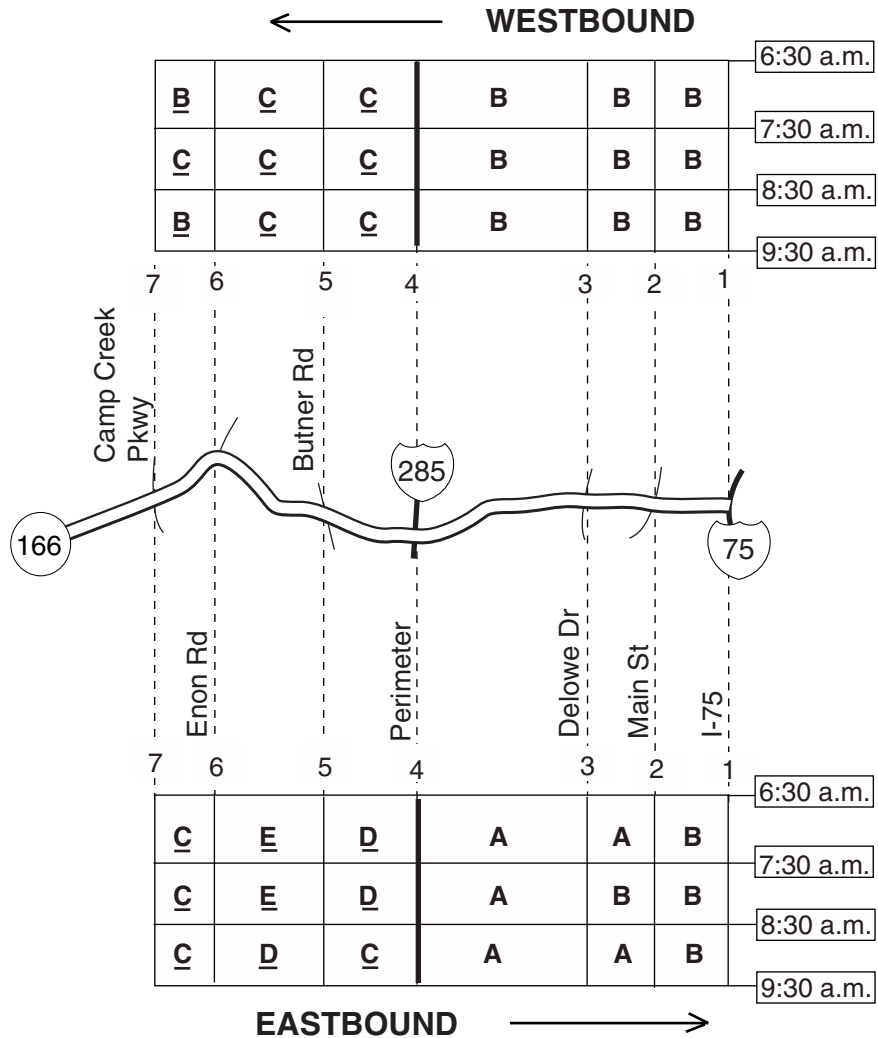 WESTBOUND
6:30 a.m.
B C C B B B
7:30 a.m.
C C C B B B
8:30 a.m.
B C C B B B
9:30 a.m.
7 6 5 4 3 2 1
Camp Creek
Pkwy
Butner Rd
285
166
75
Enon Rd
Perimeter
Delowe Dr
Main St
I-75
7 6 5 4 3 2 1
6:30 a.m.
C E D A A B
7:30 a.m.
C E D A B B
8:30 a.m.
C D C A A B
9:30 a.m.
EASTBOUND